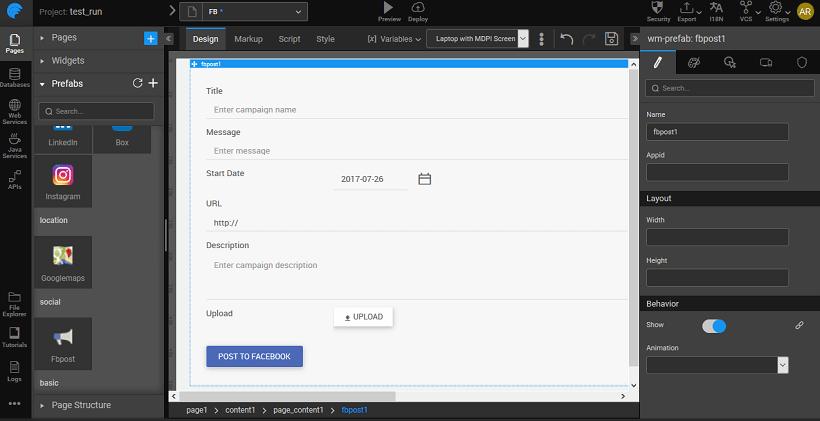 Project: test_run
FB *
Preview
Deploy
Security
Export
I18N
VCS
Settings
AR
Pages
Databases
Web
Services
Java
Services
APIs
File
Explorer
Tutorials
Logs
Pages
Widgets
Prefabs
Search...
LinkedIn
Box
Instagram
location
Googlemaps
social
Fbpost
basic
Page Structure
Design
Markup
Script
Style
[x] Variables
Laptop with MDPI Screen
fbpost1
Title
Enter campaign name
Message
Enter message
Start Date
2017-07-26
URL
http://
Description
Enter campaign description
Upload
UPLOAD
POST TO FACEBOOK
page1 > content1 > page_content1 > fbpost1
wm-prefab: fbpost1
Search...
Name
fbpost1
Appid
Layout
Width
Height
Behavior
Show
Animation